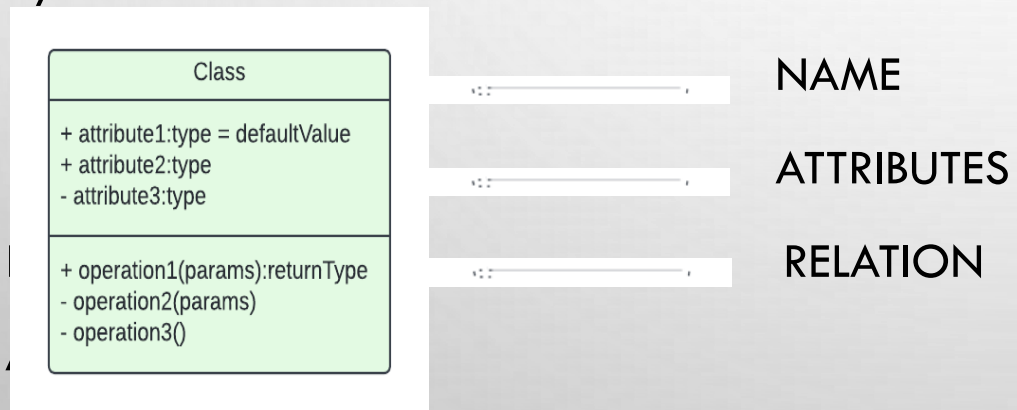 Class
NAME
+ attribute1:type = defaultValue
+ attribute2:type
- attribute3:type
ATTRIBUTES
+ operation1(params):returnType
- operation2(params)
- operation3()
RELATION